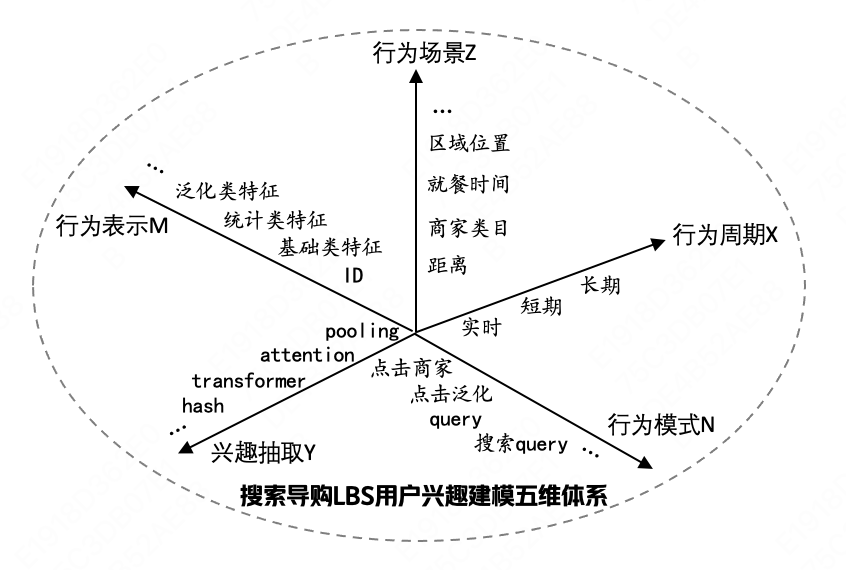 行为场景Z
…
区域位置
就餐时间
商家类目
距离
…
泛化类特征
统计类特征
基础类特征
ID
行为表示M
行为周期X
长期
短期
实时
pooling
attention
transformer
hash
…
兴趣抽取Y
点击商家
点击泛化
query
搜索query …
行为模式N
搜索导购LBS用户兴趣建模五维体系